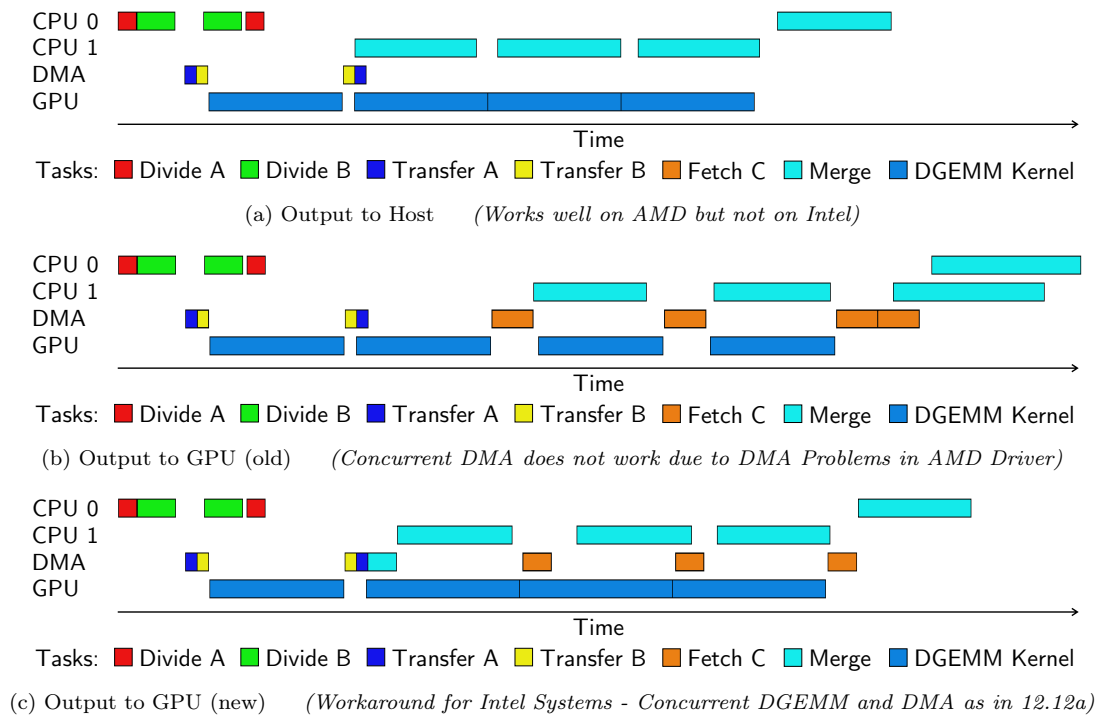 CPU 0
CPU 1
DMA
GPU
Time
Tasks: Divide A Divide B Transfer A Transfer B Fetch C Merge DGEMM Kernel
(a) Output to Host (Works well on AMD but not on Intel)
CPU 0
CPU 1
DMA
GPU
Time
Tasks: Divide A Divide B Transfer A Transfer B Fetch C Merge DGEMM Kernel
(b) Output to GPU (old) (Concurrent DMA does not work due to DMA Problems in AMD Driver)
CPU 0
CPU 1
DMA
GPU
Time
Tasks: Divide A Divide B Transfer A Transfer B Fetch C Merge DGEMM Kernel
(c) Output to GPU (new) (Workaround for Intel Systems - Concurrent DGEMM and DMA as in 12.12a)